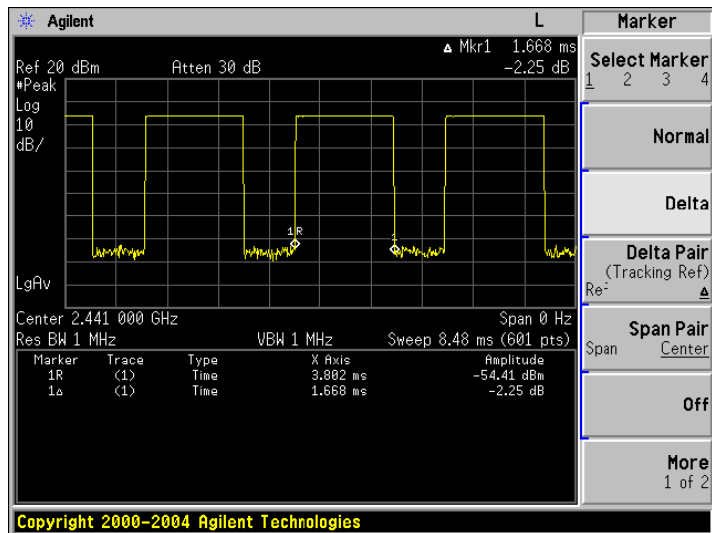 Agilent
L
Marker
Δ Mkr1 1.668 ms
Ref 20 dBm Atten 30 dB -2.25 dB
#Peak
Log
10
dB/
1R
1
LgAv
Center 2.441 000 GHz Span 0 Hz
Res BW 1 MHz VBW 1 MHz Sweep 8.48 ms (601 pts)
Marker Trace Type X Axis Amplitude
1R (1) Time 3.802 ms -54.41 dBm
1Δ (1) Time 1.668 ms -2.25 dB
Copyright 2000-2004 Agilent Technologies
Select Marker
1 2 3 4
Normal
Delta
Delta Pair
(Tracking Ref)
Ref Δ
Span Pair
Span Center
Off
More
1 of 2